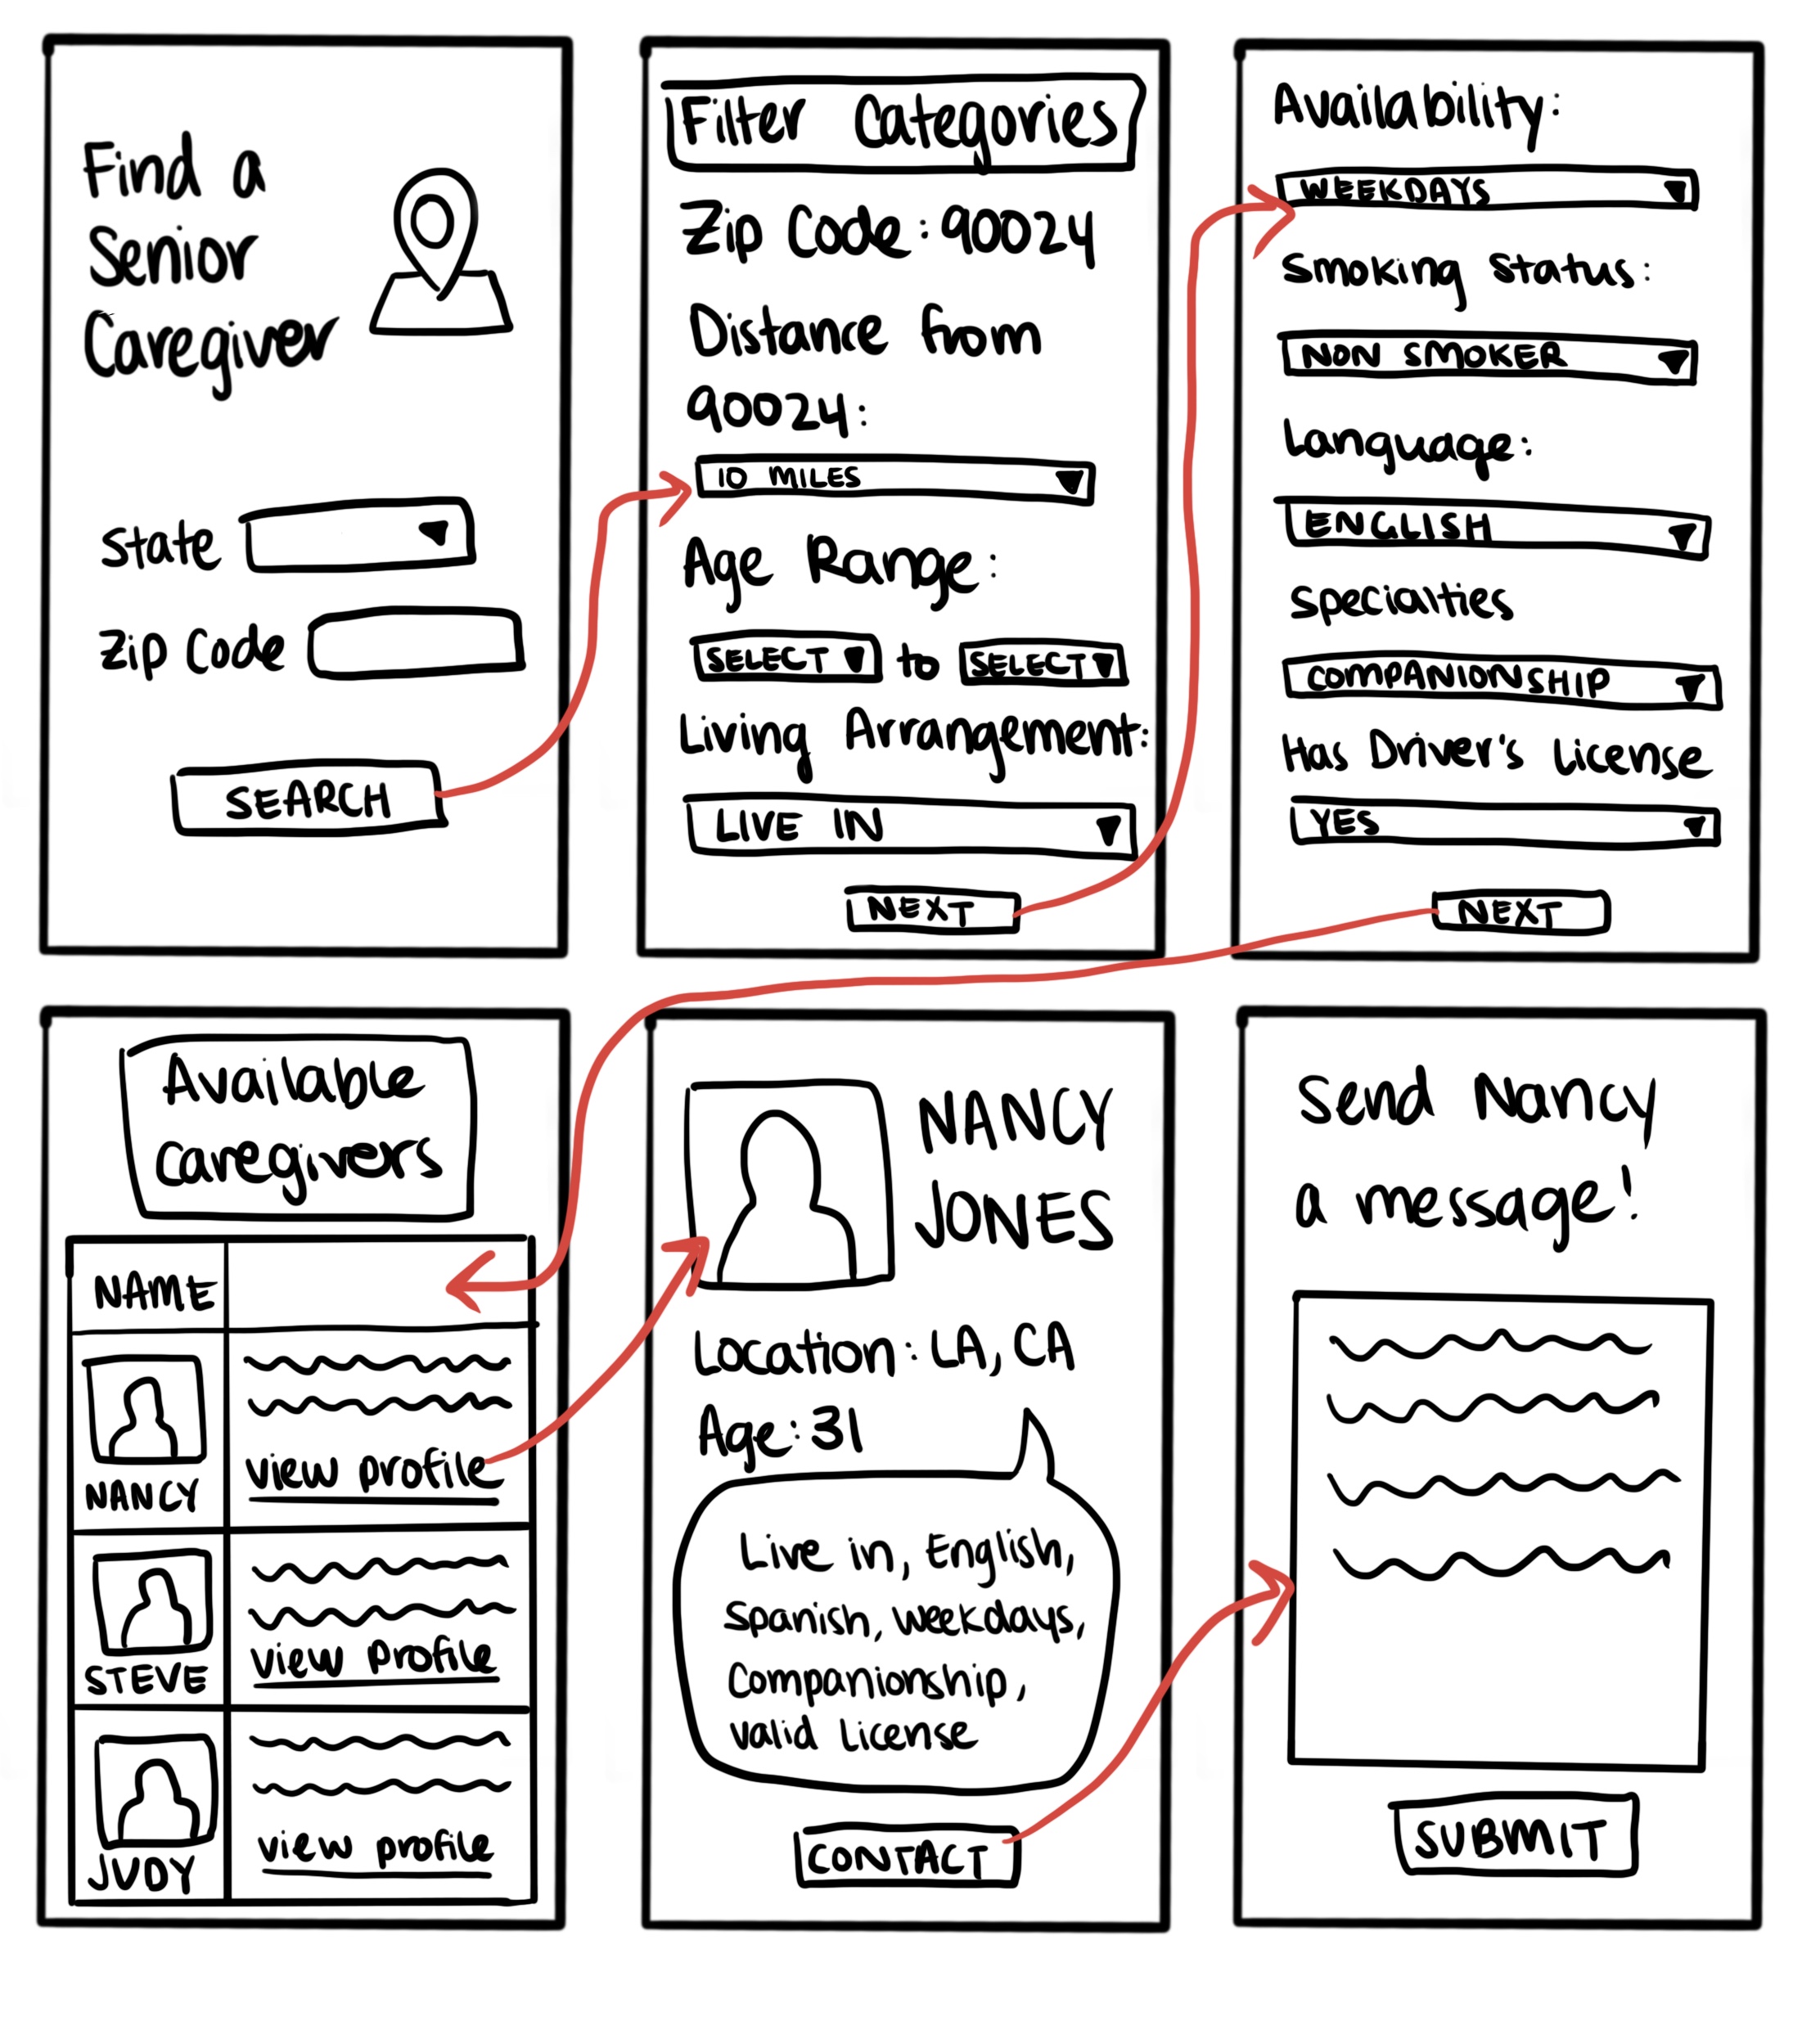 Find a
Senior
Caregiver
State
Zip Code
SEARCH
Filter Categories
Zip Code: 90024
Distance from
90024:
10 MILES
Age Range:
SELECT to SELECT
Living Arrangement:
LIVE IN
NEXT
Availability:
WEEKDAYS
Smoking Status:
NON SMOKER
Language:
ENGLISH
Specialties
COMPANIONSHIP
Has Driver's License
YES
NEXT
Available
Caregivers
NAME
NANCY
view profile
STEVE
view profile
JUDY
view profile
NANCY
JONES
Location: LA, CA
Age: 31
Live in, English,
Spanish, weekdays,
Companionship,
Valid License
CONTACT
Send Nancy
a message!
SUBMIT